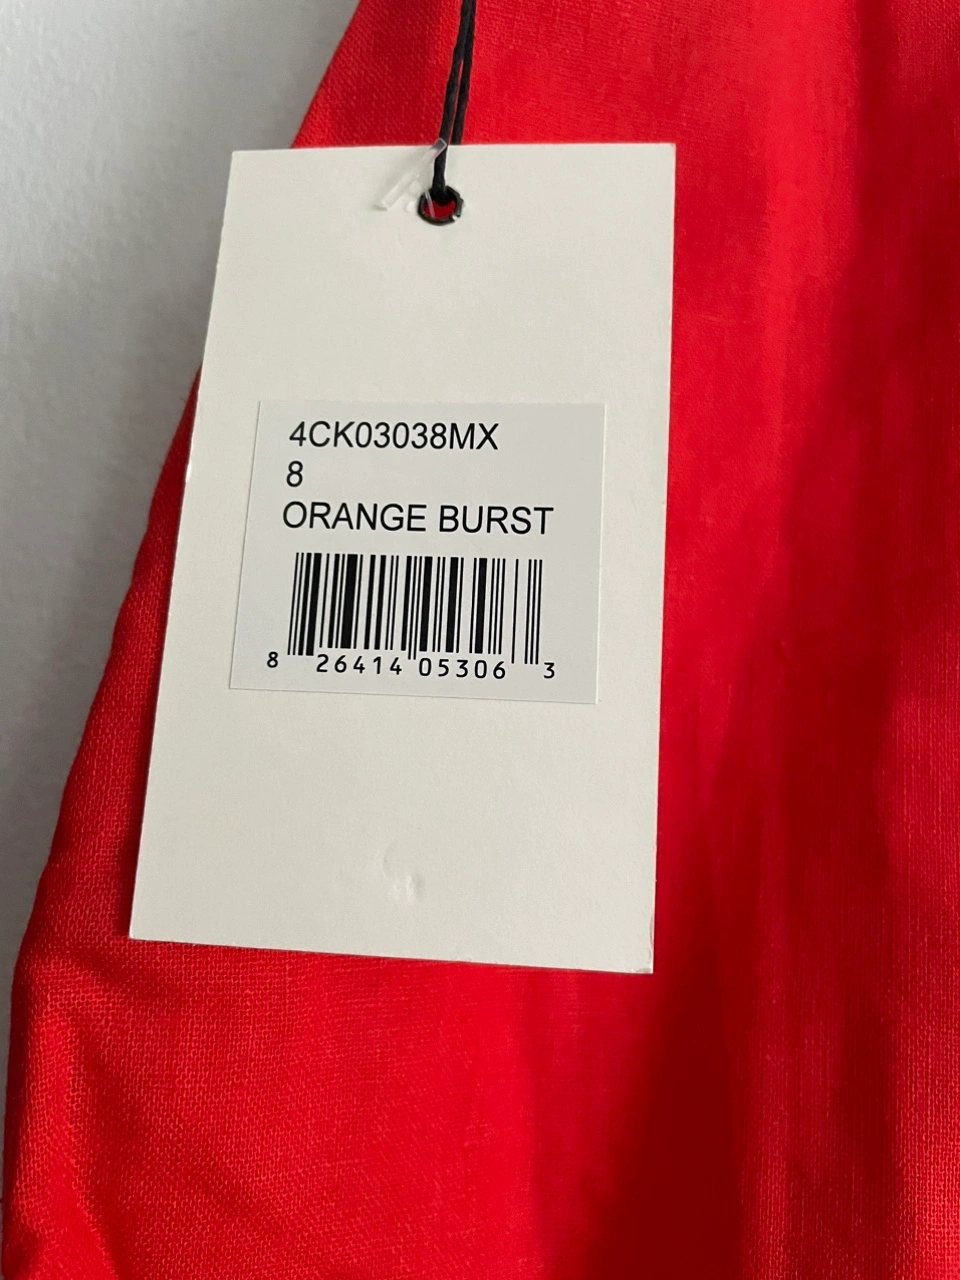 4CK03038MX
8
ORANGE BURST
8 26414 05306 3